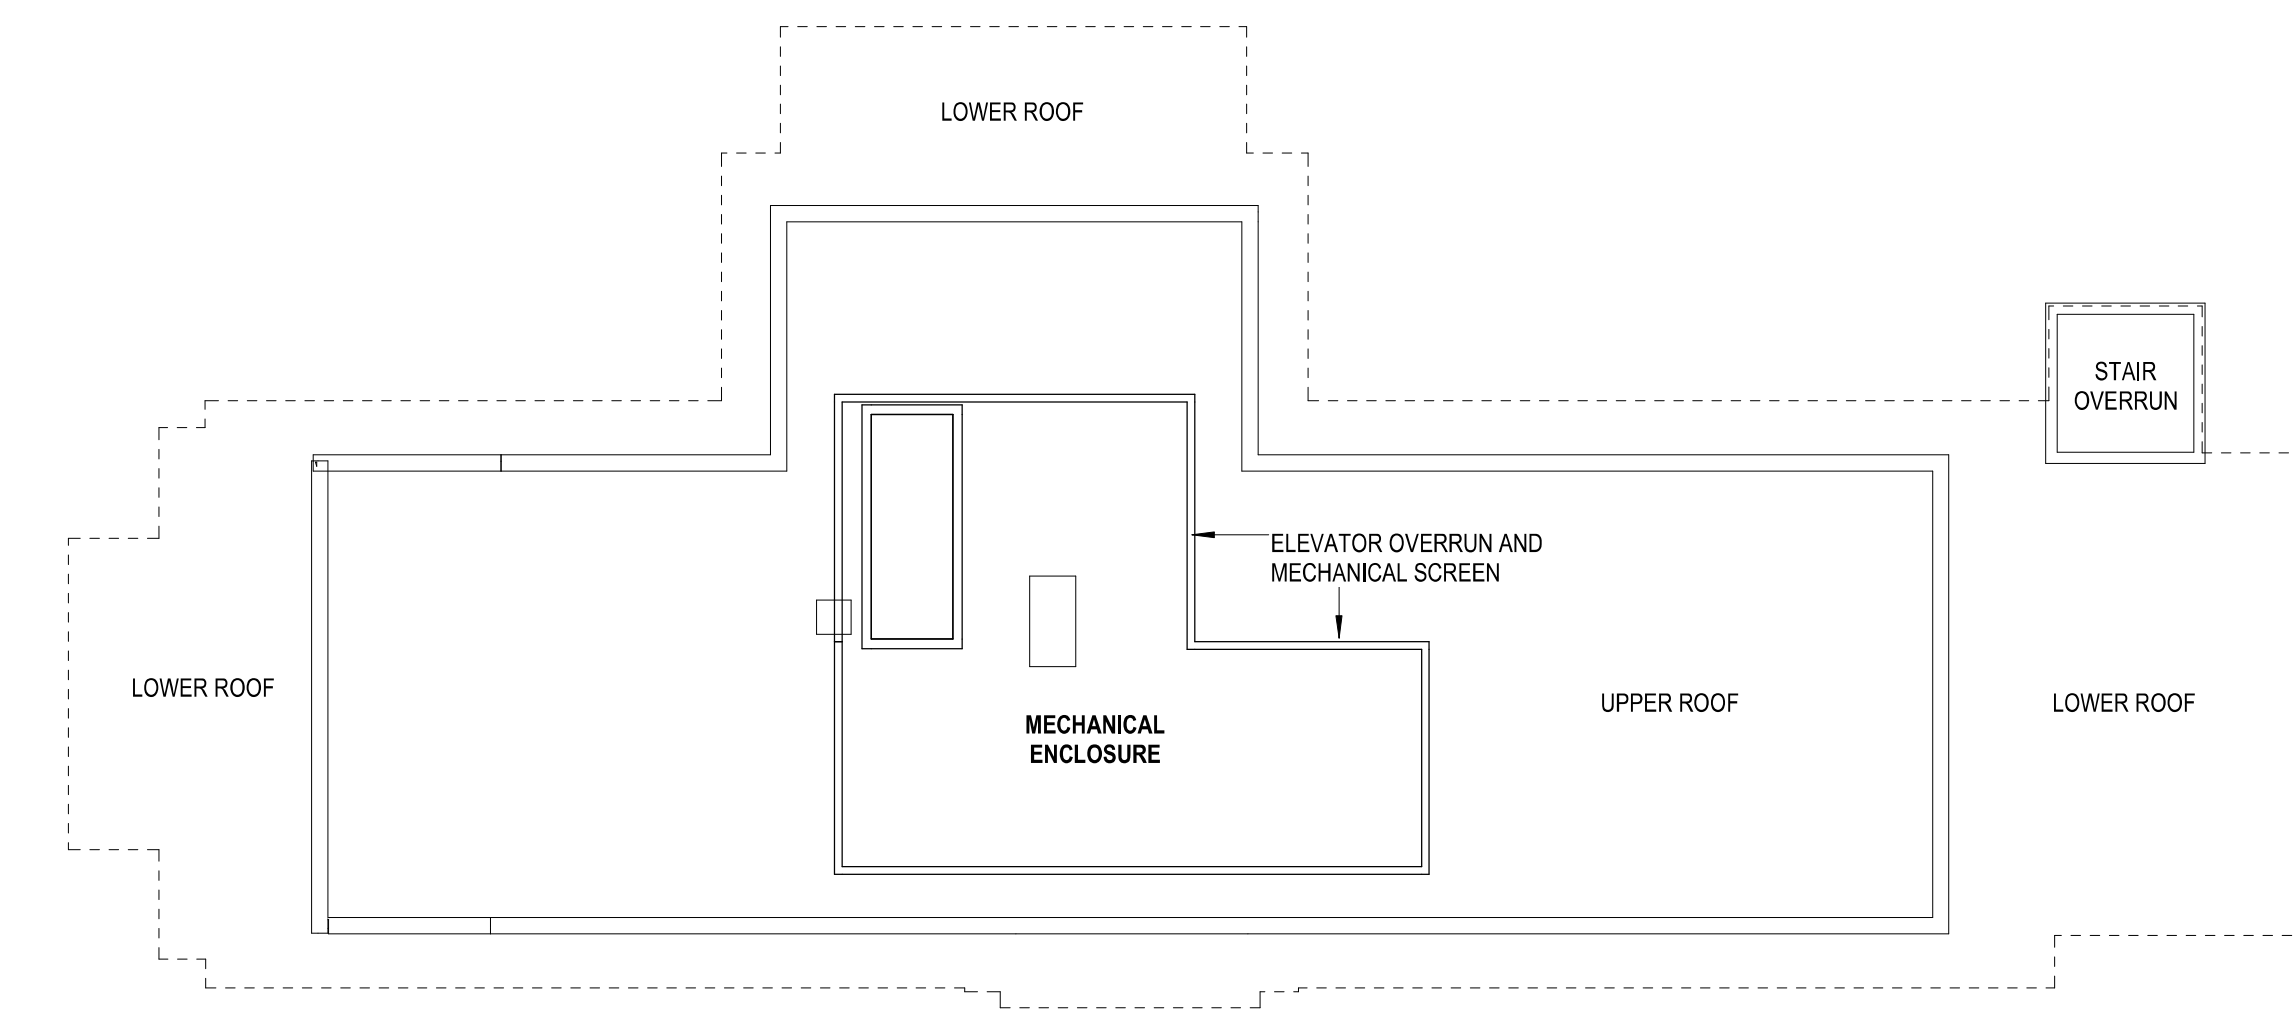 LOWER ROOF
STAIR
OVERRUN
ELEVATOR OVERRUN AND
MECHANICAL SCREEN
LOWER ROOF
MECHANICAL
ENCLOSURE
UPPER ROOF
LOWER ROOF